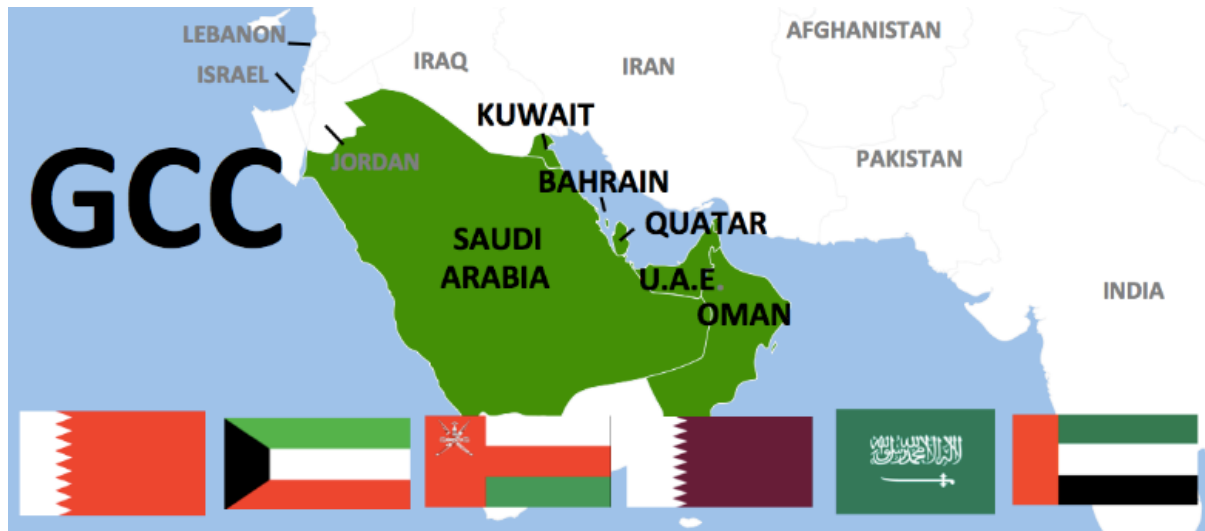 LEBANON
AFGHANISTAN
IRAQ
IRAN
ISRAEL
KUWAIT
GCC
JORDAN
PAKISTAN
BAHRAIN
QUATAR
SAUDI
ARABIA
U.A.E.
INDIA
OMAN